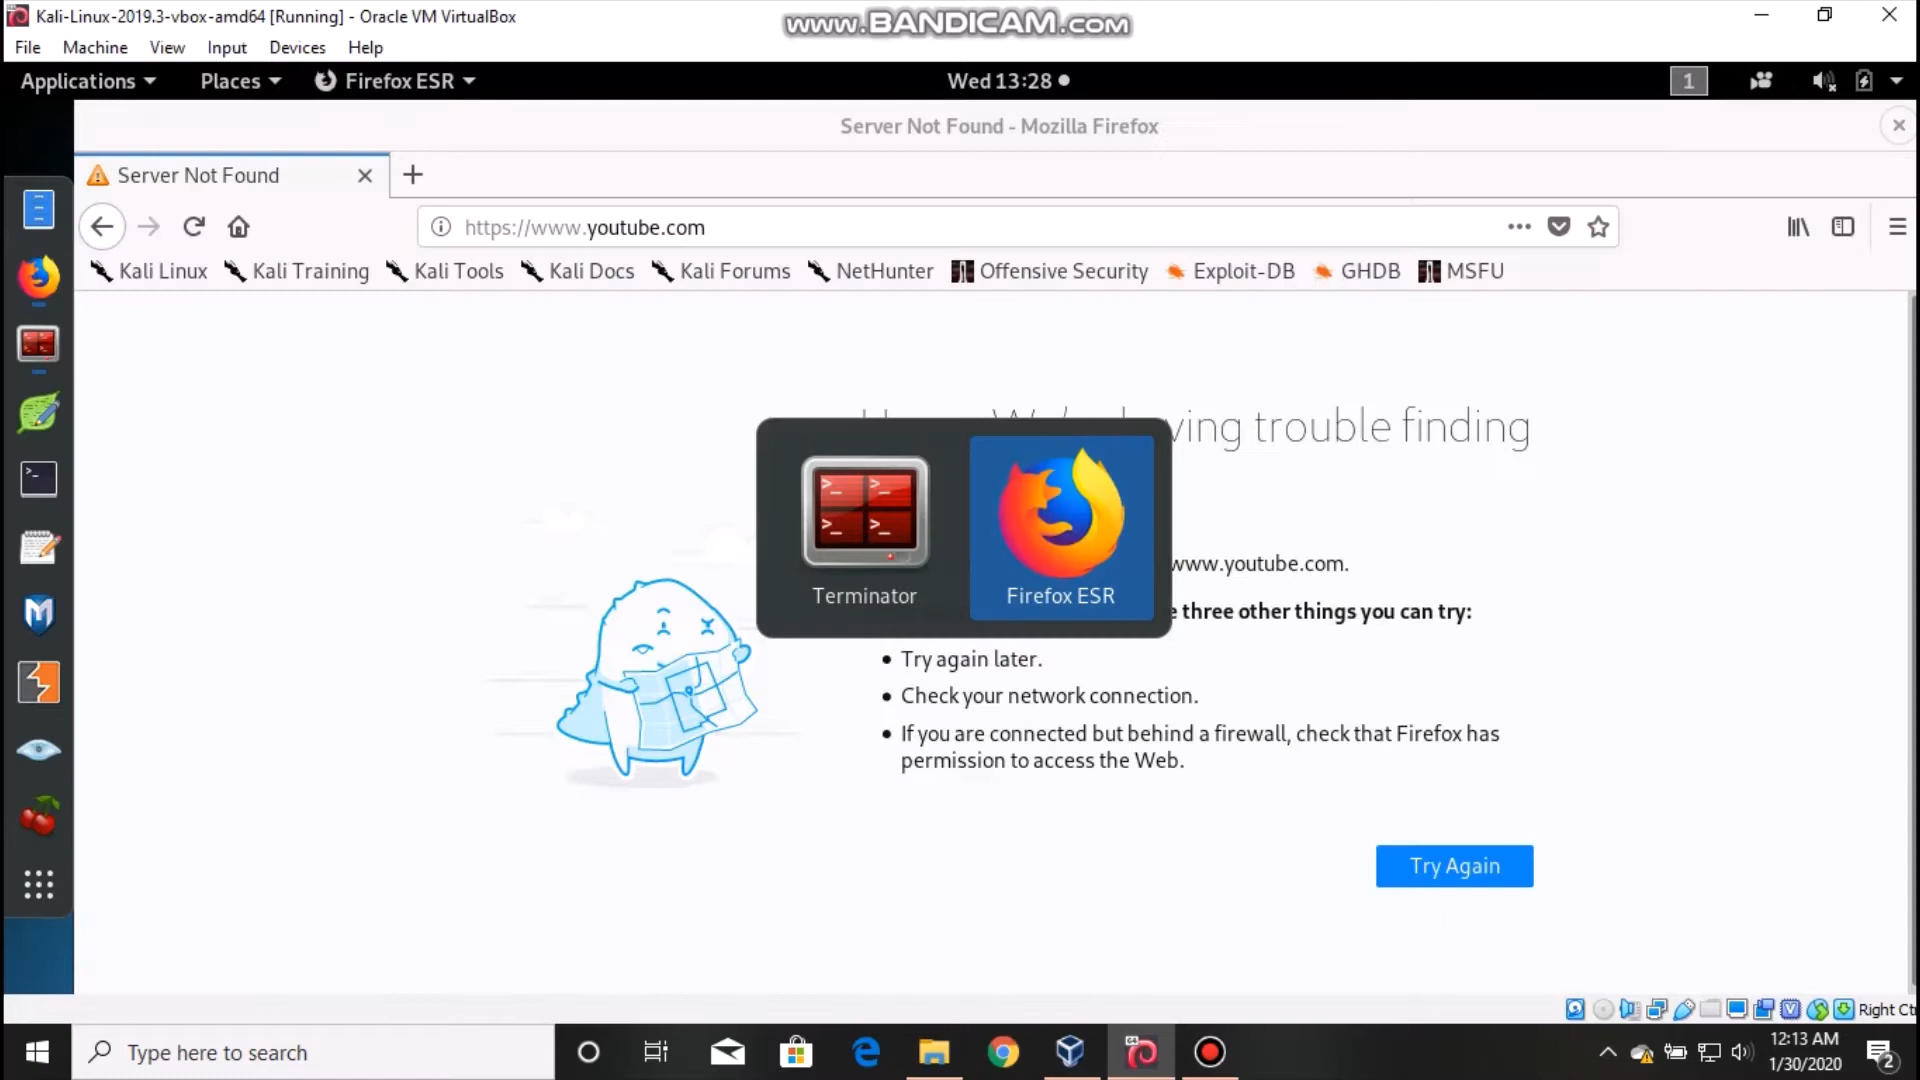 Kali-Linux-2019.3-vbox-amd64 [Running] - Oracle VM VirtualBox
www.BANDICAM.com
File Machine View Input Devices Help
Applications Places Firefox ESR Wed 13:28 1
Server Not Found - Mozilla Firefox
Server Not Found
https://www.youtube.com
Kali Linux Kali Training Kali Tools Kali Docs Kali Forums NetHunter Offensive Security Exploit-DB GHDB MSFU
ving trouble finding
Terminator Firefox ESR
www.youtube.com.
e three other things you can try:
Try again later.
Check your network connection.
If you are connected but behind a firewall, check that Firefox has
permission to access the Web.
Try Again
Right Ct
Type here to search
12:13 AM
1/30/2020
2